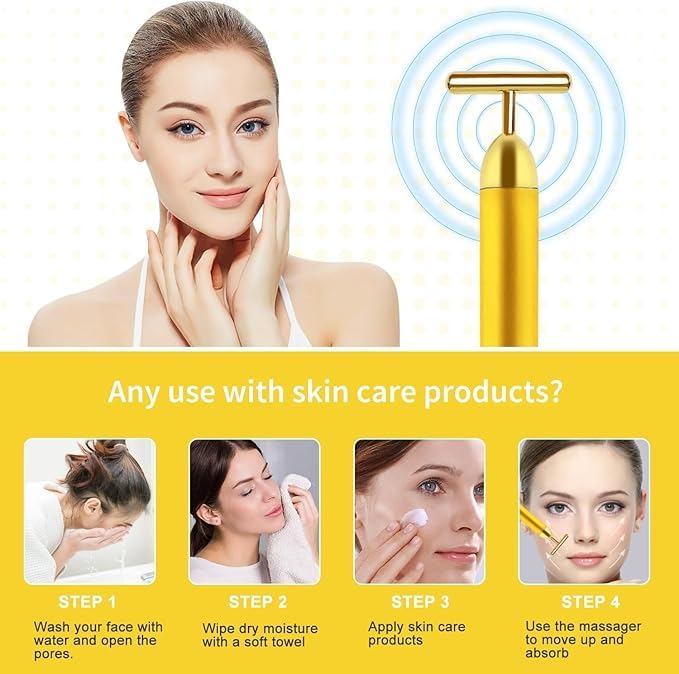 Any use with skin care products?
STEP 1
Wash your face with
water and open the
pores.
STEP 2
Wipe dry moisture
with a soft towel
STEP 3
Apply skin care
products
STEP 4
Use the massager
to move up and
absorb